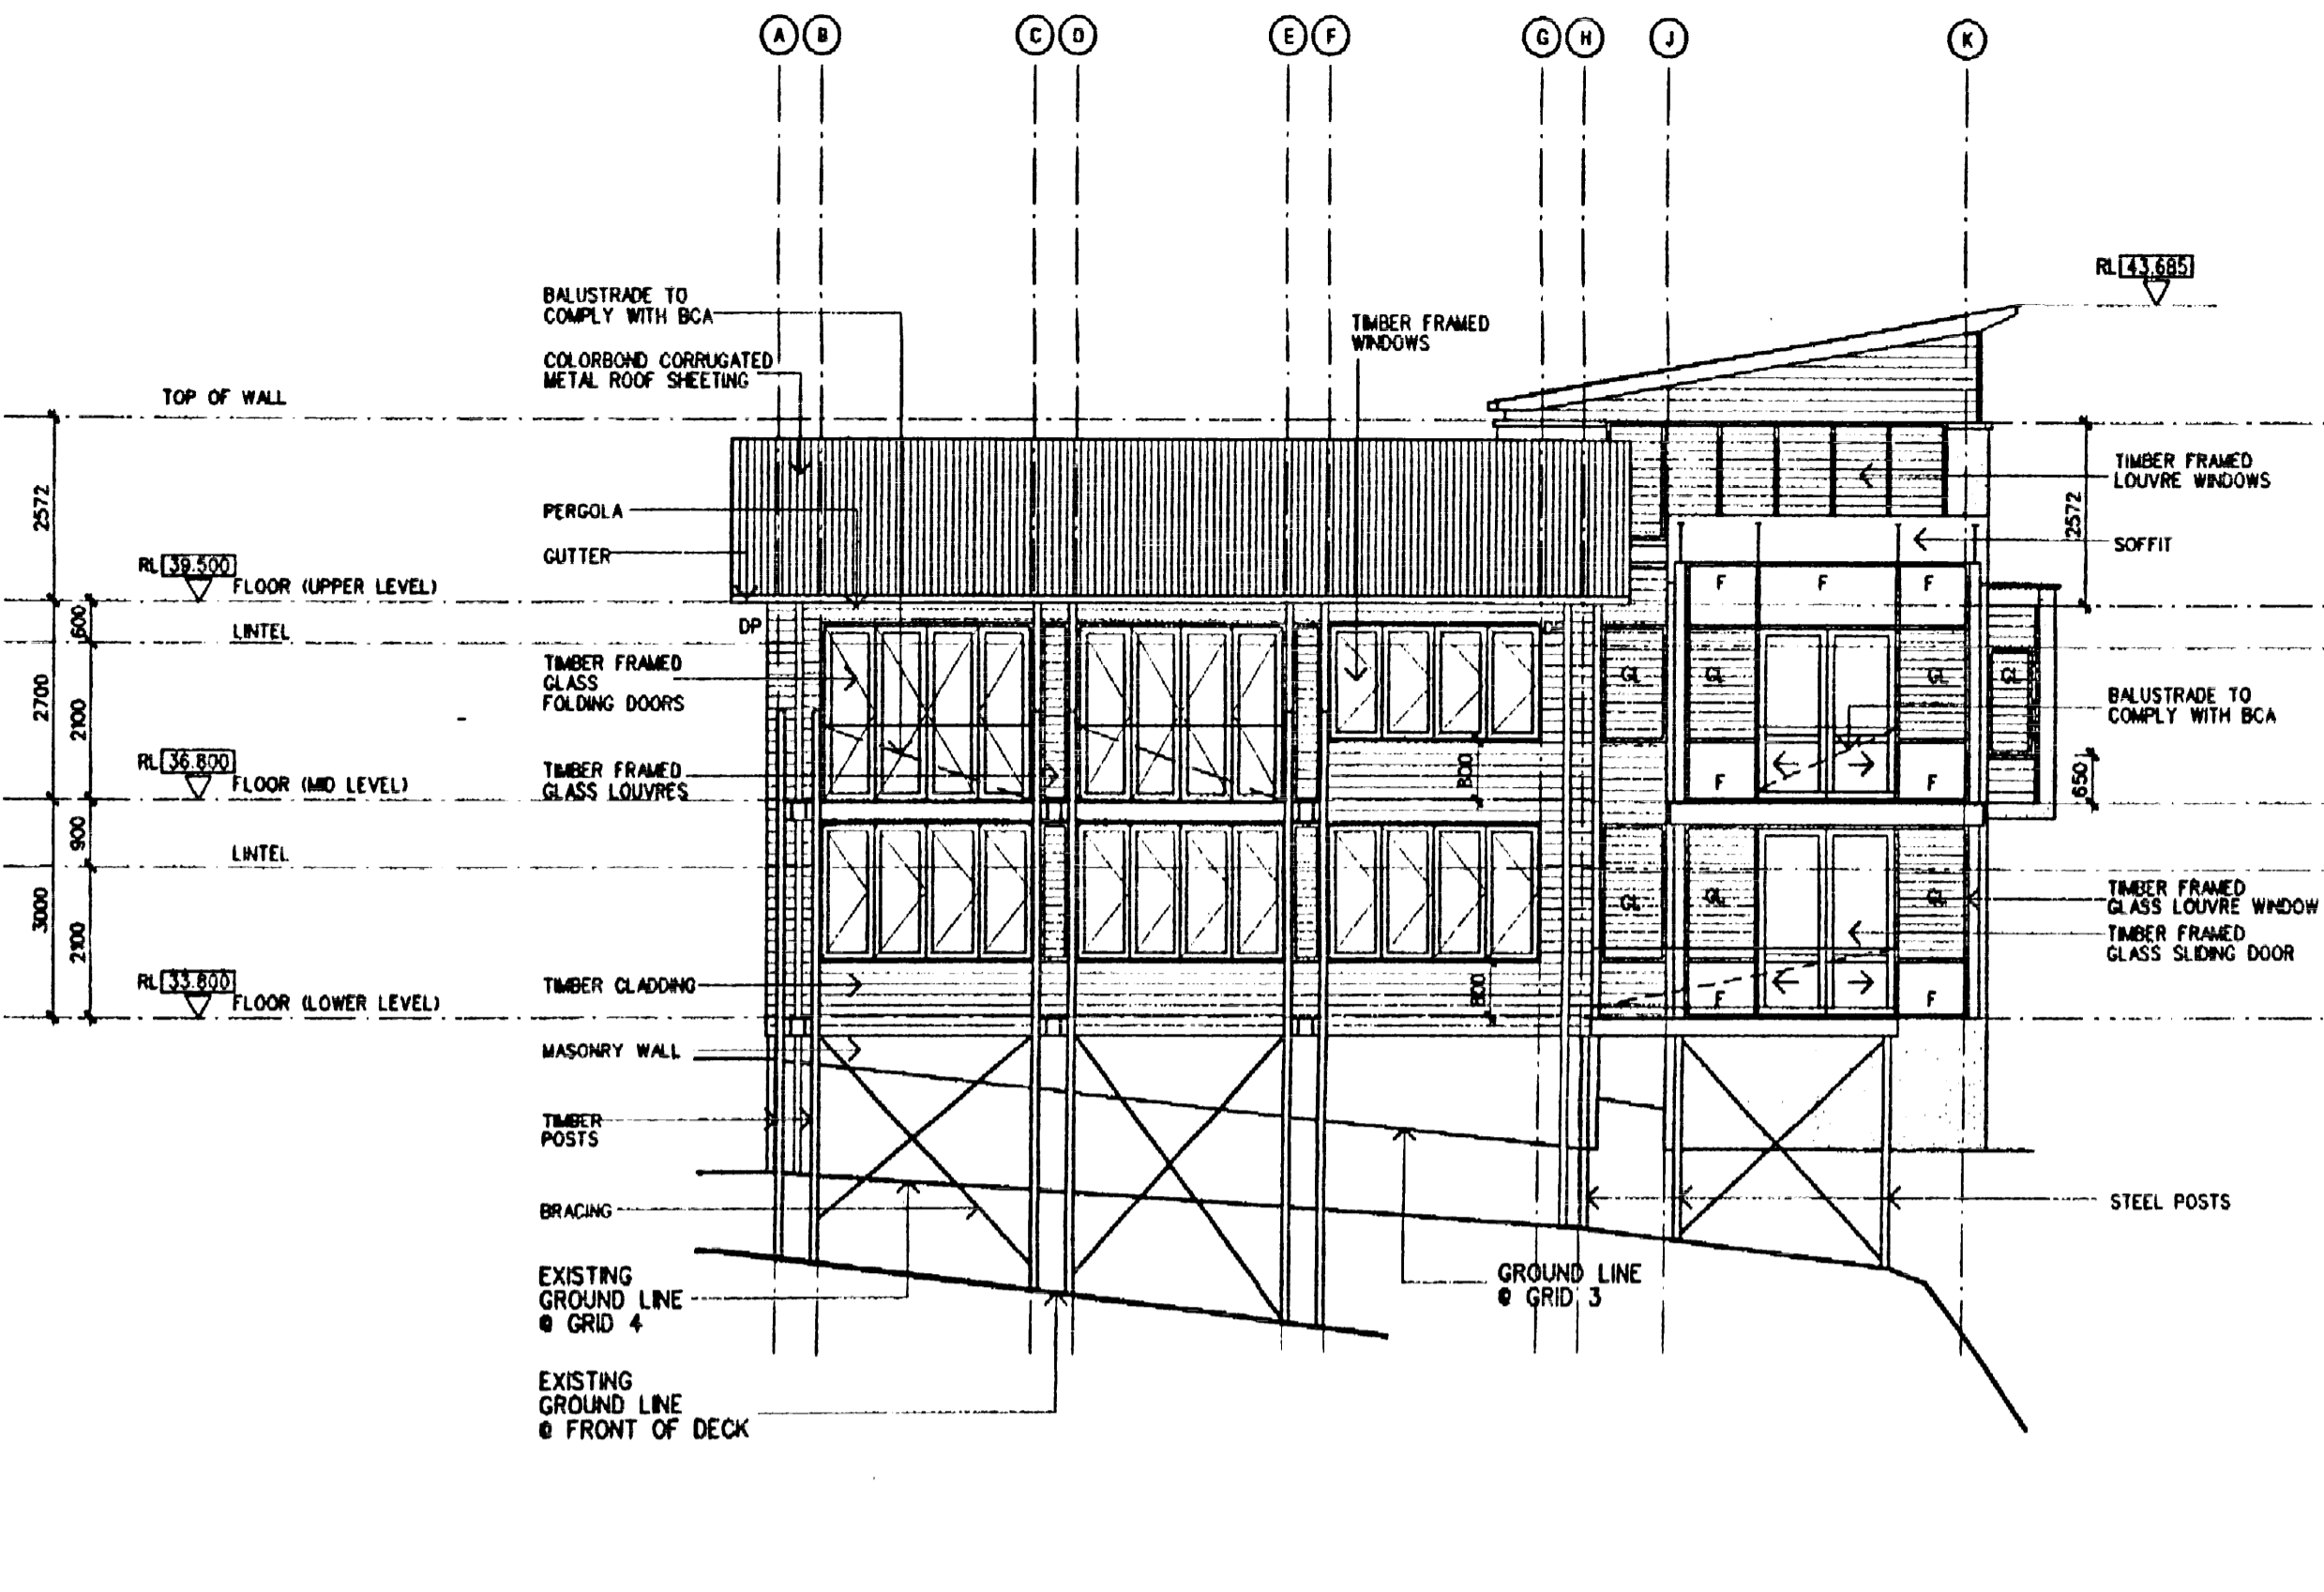 A B C D E F G H J K
RL 43.685
BALUSTRADE TO
COMPLY WITH BCA
COLORBOND CORRUGATED
METAL ROOF SHEETING
TIMBER FRAMED
WINDOWS
TOP OF WALL
PERGOLA
GUTTER
2572
RL 39.500
FLOOR (UPPER LEVEL)
600
LINTEL
DP
TIMBER FRAMED
GLASS
FOLDING DOORS
2700
2100
RL 36.800
FLOOR (MID LEVEL)
TIMBER FRAMED
GLASS LOUVRES
800
900
LINTEL
3000
2100
RL 33.800
FLOOR (LOWER LEVEL)
TIMBER CLADDING
800
MASONRY WALL
TIMBER
POSTS
BRACING
EXISTING
GROUND LINE
@ GRID 4
EXISTING
GROUND LINE
@ FRONT OF DECK
GROUND LINE
@ GRID 3
TIMBER FRAMED
LOUVRE WINDOWS
2572
SOFFIT
F F F
GL GL GL GL
BALUSTRADE TO
COMPLY WITH BCA
650
F F
GL GL GL
TIMBER FRAMED
GLASS LOUVRE WINDOW
TIMBER FRAMED
GLASS SLIDING DOOR
F F
STEEL POSTS